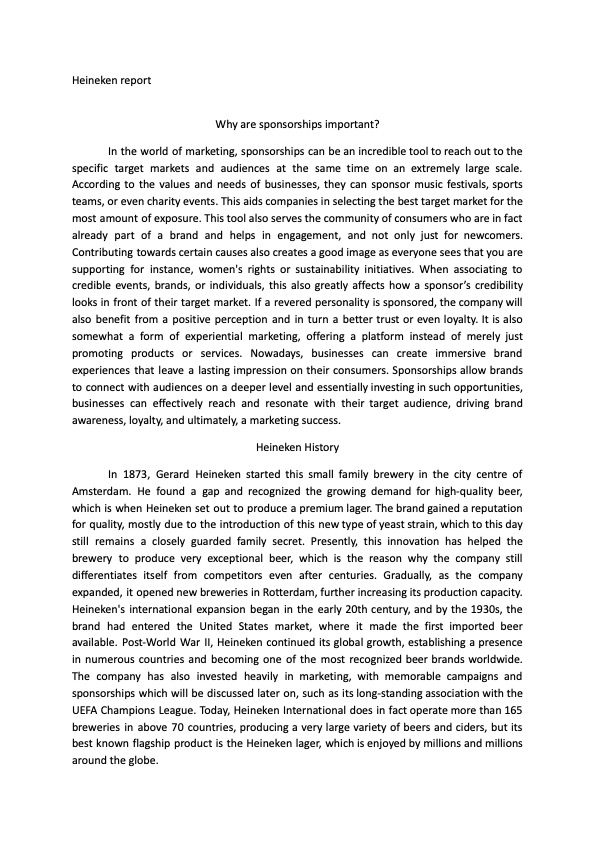 Heineken report
Why are sponsorships important?
In the world of marketing, sponsorships can be an incredible tool to reach out to the
specific target markets and audiences at the same time on an extremely large scale.
According to the values and needs of businesses, they can sponsor music festivals, sports
teams, or even charity events. This aids companies in selecting the best target market for the
most amount of exposure. This tool also serves the community of consumers who are in fact
already part of a brand and helps in engagement, and not only just for newcomers.
Contributing towards certain causes also creates a good image as everyone sees that you are
supporting for instance, women's rights or sustainability initiatives. When associating to
credible events, brands, or individuals, this also greatly affects how a sponsor’s credibility
looks in front of their target market. If a revered personality is sponsored, the company will
also benefit from a positive perception and in turn a better trust or even loyalty. It is also
somewhat a form of experiential marketing, offering a platform instead of merely just
promoting products or services. Nowadays, businesses can create immersive brand
experiences that leave a lasting impression on their consumers. Sponsorships allow brands
to connect with audiences on a deeper level and essentially investing in such opportunities,
businesses can effectively reach and resonate with their target audience, driving brand
awareness, loyalty, and ultimately, a marketing success.
Heineken History
In 1873, Gerard Heineken started this small family brewery in the city centre of
Amsterdam. He found a gap and recognized the growing demand for high-quality beer,
which is when Heineken set out to produce a premium lager. The brand gained a reputation
for quality, mostly due to the introduction of this new type of yeast strain, which to this day
still remains a closely guarded family secret. Presently, this innovation has helped the
brewery to produce very exceptional beer, which is the reason why the company still
differentiates itself from competitors even after centuries. Gradually, as the company
expanded, it opened new breweries in Rotterdam, further increasing its production capacity.
Heineken's international expansion began in the early 20th century, and by the 1930s, the
brand had entered the United States market, where it made the first imported beer
available. Post-World War II, Heineken continued its global growth, establishing a presence
in numerous countries and becoming one of the most recognized beer brands worldwide.
The company has also invested heavily in marketing, with memorable campaigns and
sponsorships which will be discussed later on, such as its long-standing association with the
UEFA Champions League. Today, Heineken International does in fact operate more than 165
breweries in above 70 countries, producing a very large variety of beers and ciders, but its
best known flagship product is the Heineken lager, which is enjoyed by millions and millions
around the globe.